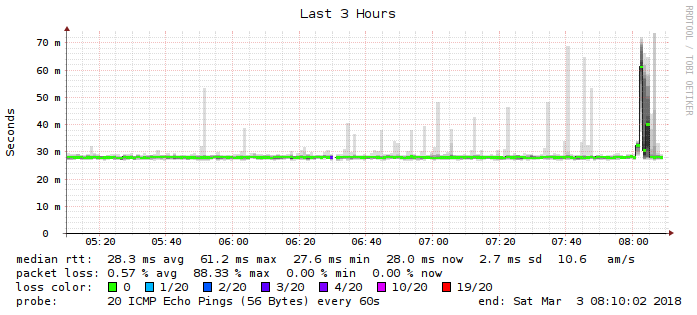 Last 3 Hours
RRDTOOL / TOBI OETIKER
Seconds
70 m
60 m
50 m
40 m
30 m
20 m
10 m
0
05:20 05:40 06:00 06:20 06:40 07:00 07:20 07:40 08:00
median rtt: 28.3 ms avg 61.2 ms max 27.6 ms min 28.0 ms now 2.7 ms sd 10.6 am/s
packet loss: 0.57 % avg 88.33 % max 0.00 % min 0.00 % now
loss color: 0 1/20 2/20 3/20 4/20 10/20 19/20
probe: 20 ICMP Echo Pings (56 Bytes) every 60s end: Sat Mar 3 08:10:02 2018